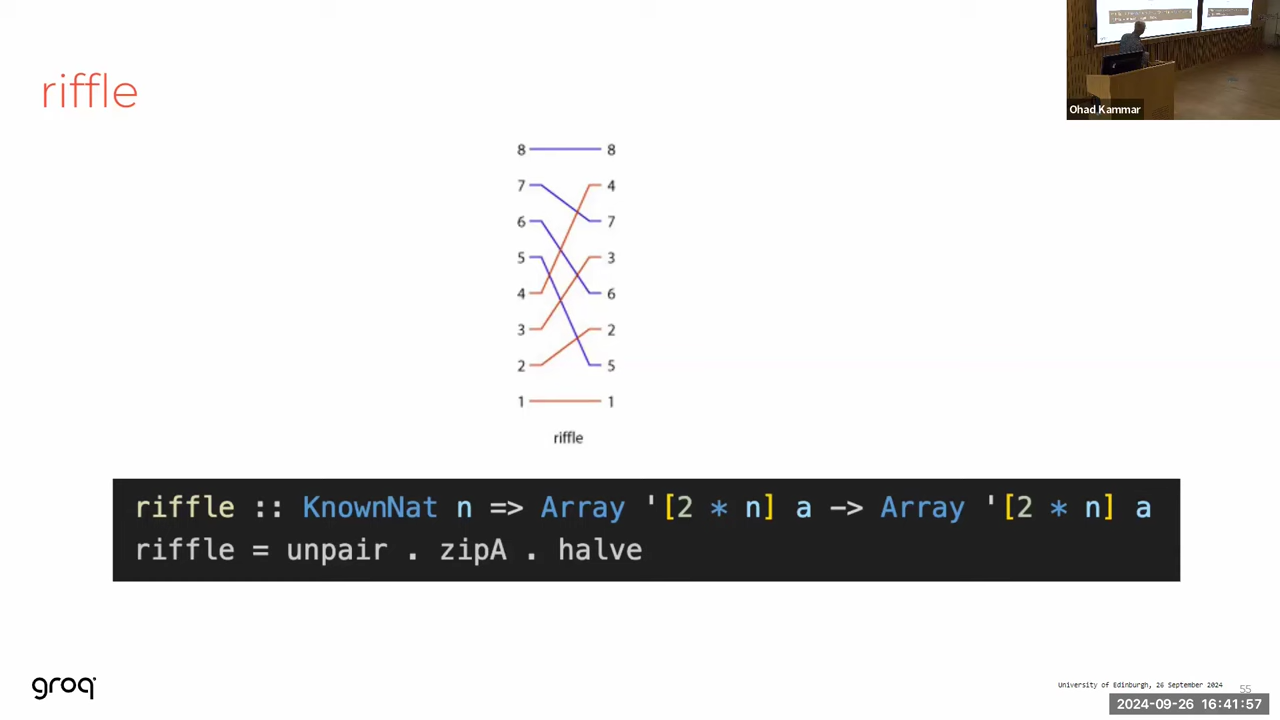 riffle
Ohad Kammar
8 8
7 4
6 7
5 3
4 6
3 2
2 5
1 1
riffle
riffle :: KnownNat n => Array '[2 * n] a -> Array '[2 * n] a
riffle = unpair . zipA . halve
groq
University of Edinburgh, 26 September 2024
55
2024-09-26 16:41:57